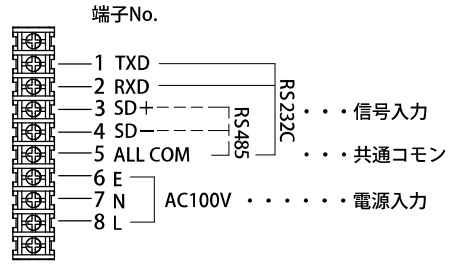 端子No.
1 TXD
2 RXD
3 SD+
4 SD−
5 ALL COM
6 E
7 N
8 L
RS485
RS232C
AC100V
・・・信号入力
・・・共通コモン
・・・・・・電源入力